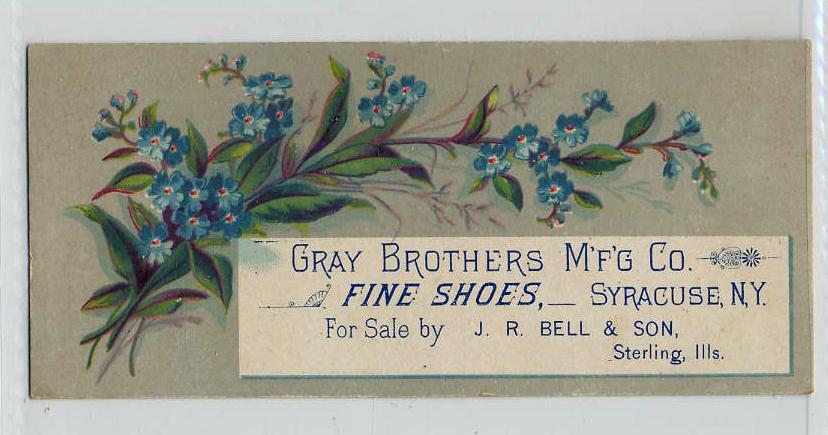 GRAY BROTHERS M'F'G CO.
FINE SHOES, SYRACUSE, N.Y.
For Sale by J. R. BELL & SON,
Sterling, Ills.